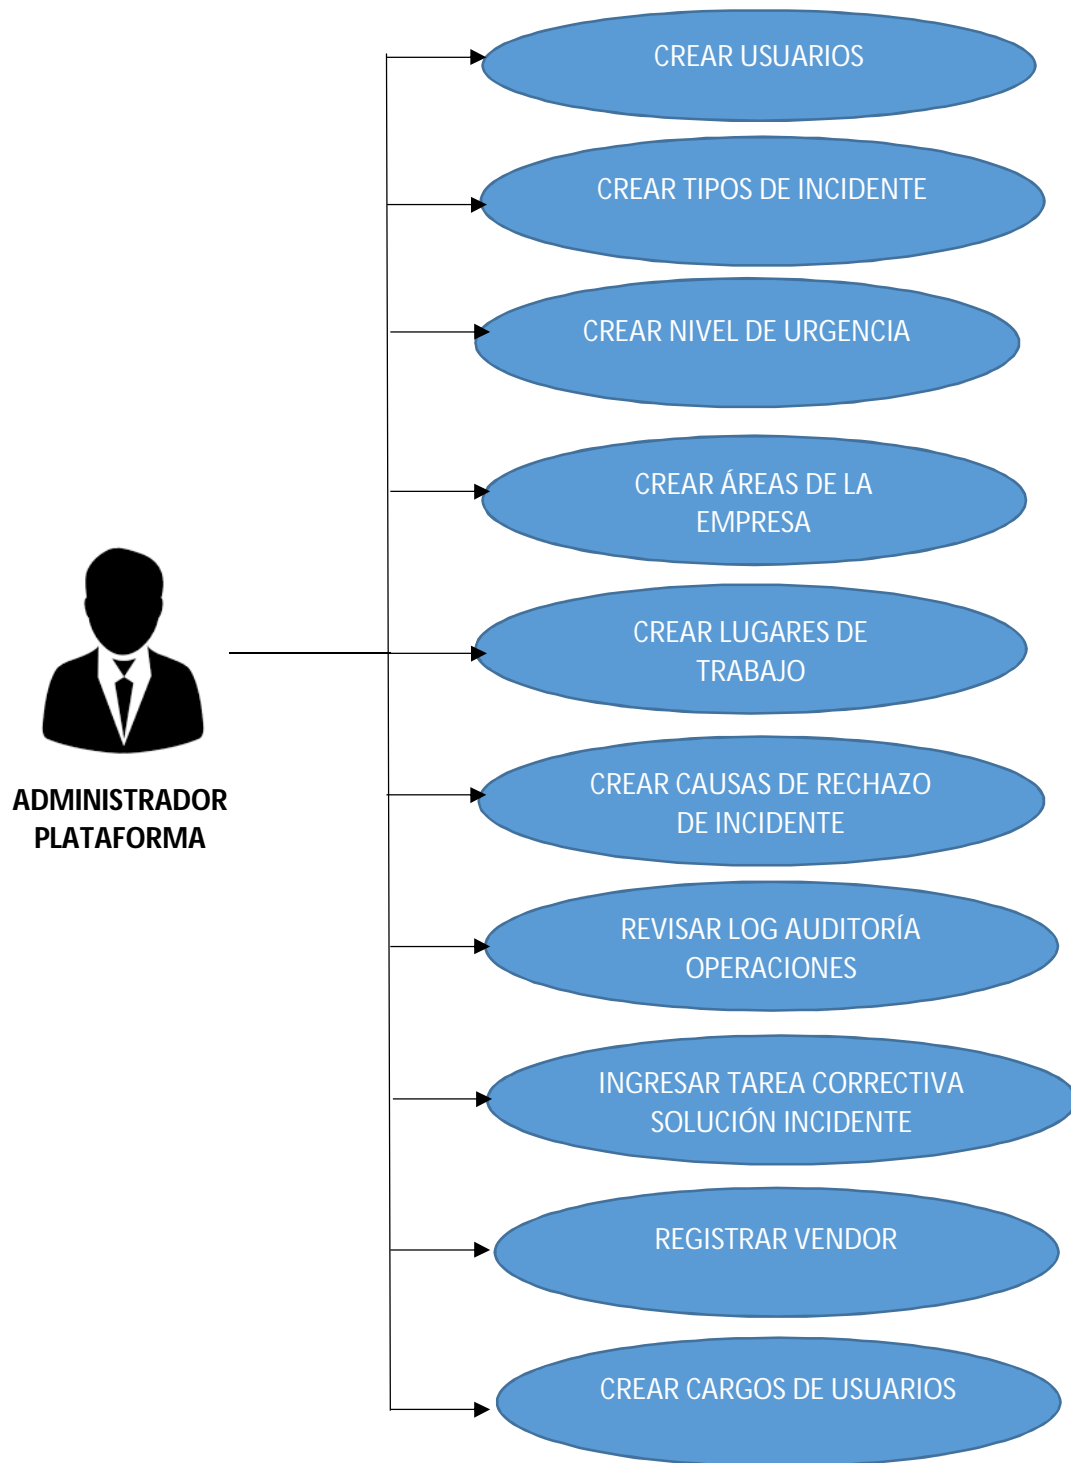 CREAR USUARIOS
CREAR TIPOS DE INCIDENTE
CREAR NIVEL DE URGENCIA
CREAR ÁREAS DE LA
EMPRESA
CREAR LUGARES DE
TRABAJO
ADMINISTRADOR
PLATAFORMA
CREAR CAUSAS DE RECHAZO
DE INCIDENTE
REVISAR LOG AUDITORÍA
OPERACIONES
INGRESAR TAREA CORRECTIVA
SOLUCIÓN INCIDENTE
REGISTRAR VENDOR
CREAR CARGOS DE USUARIOS